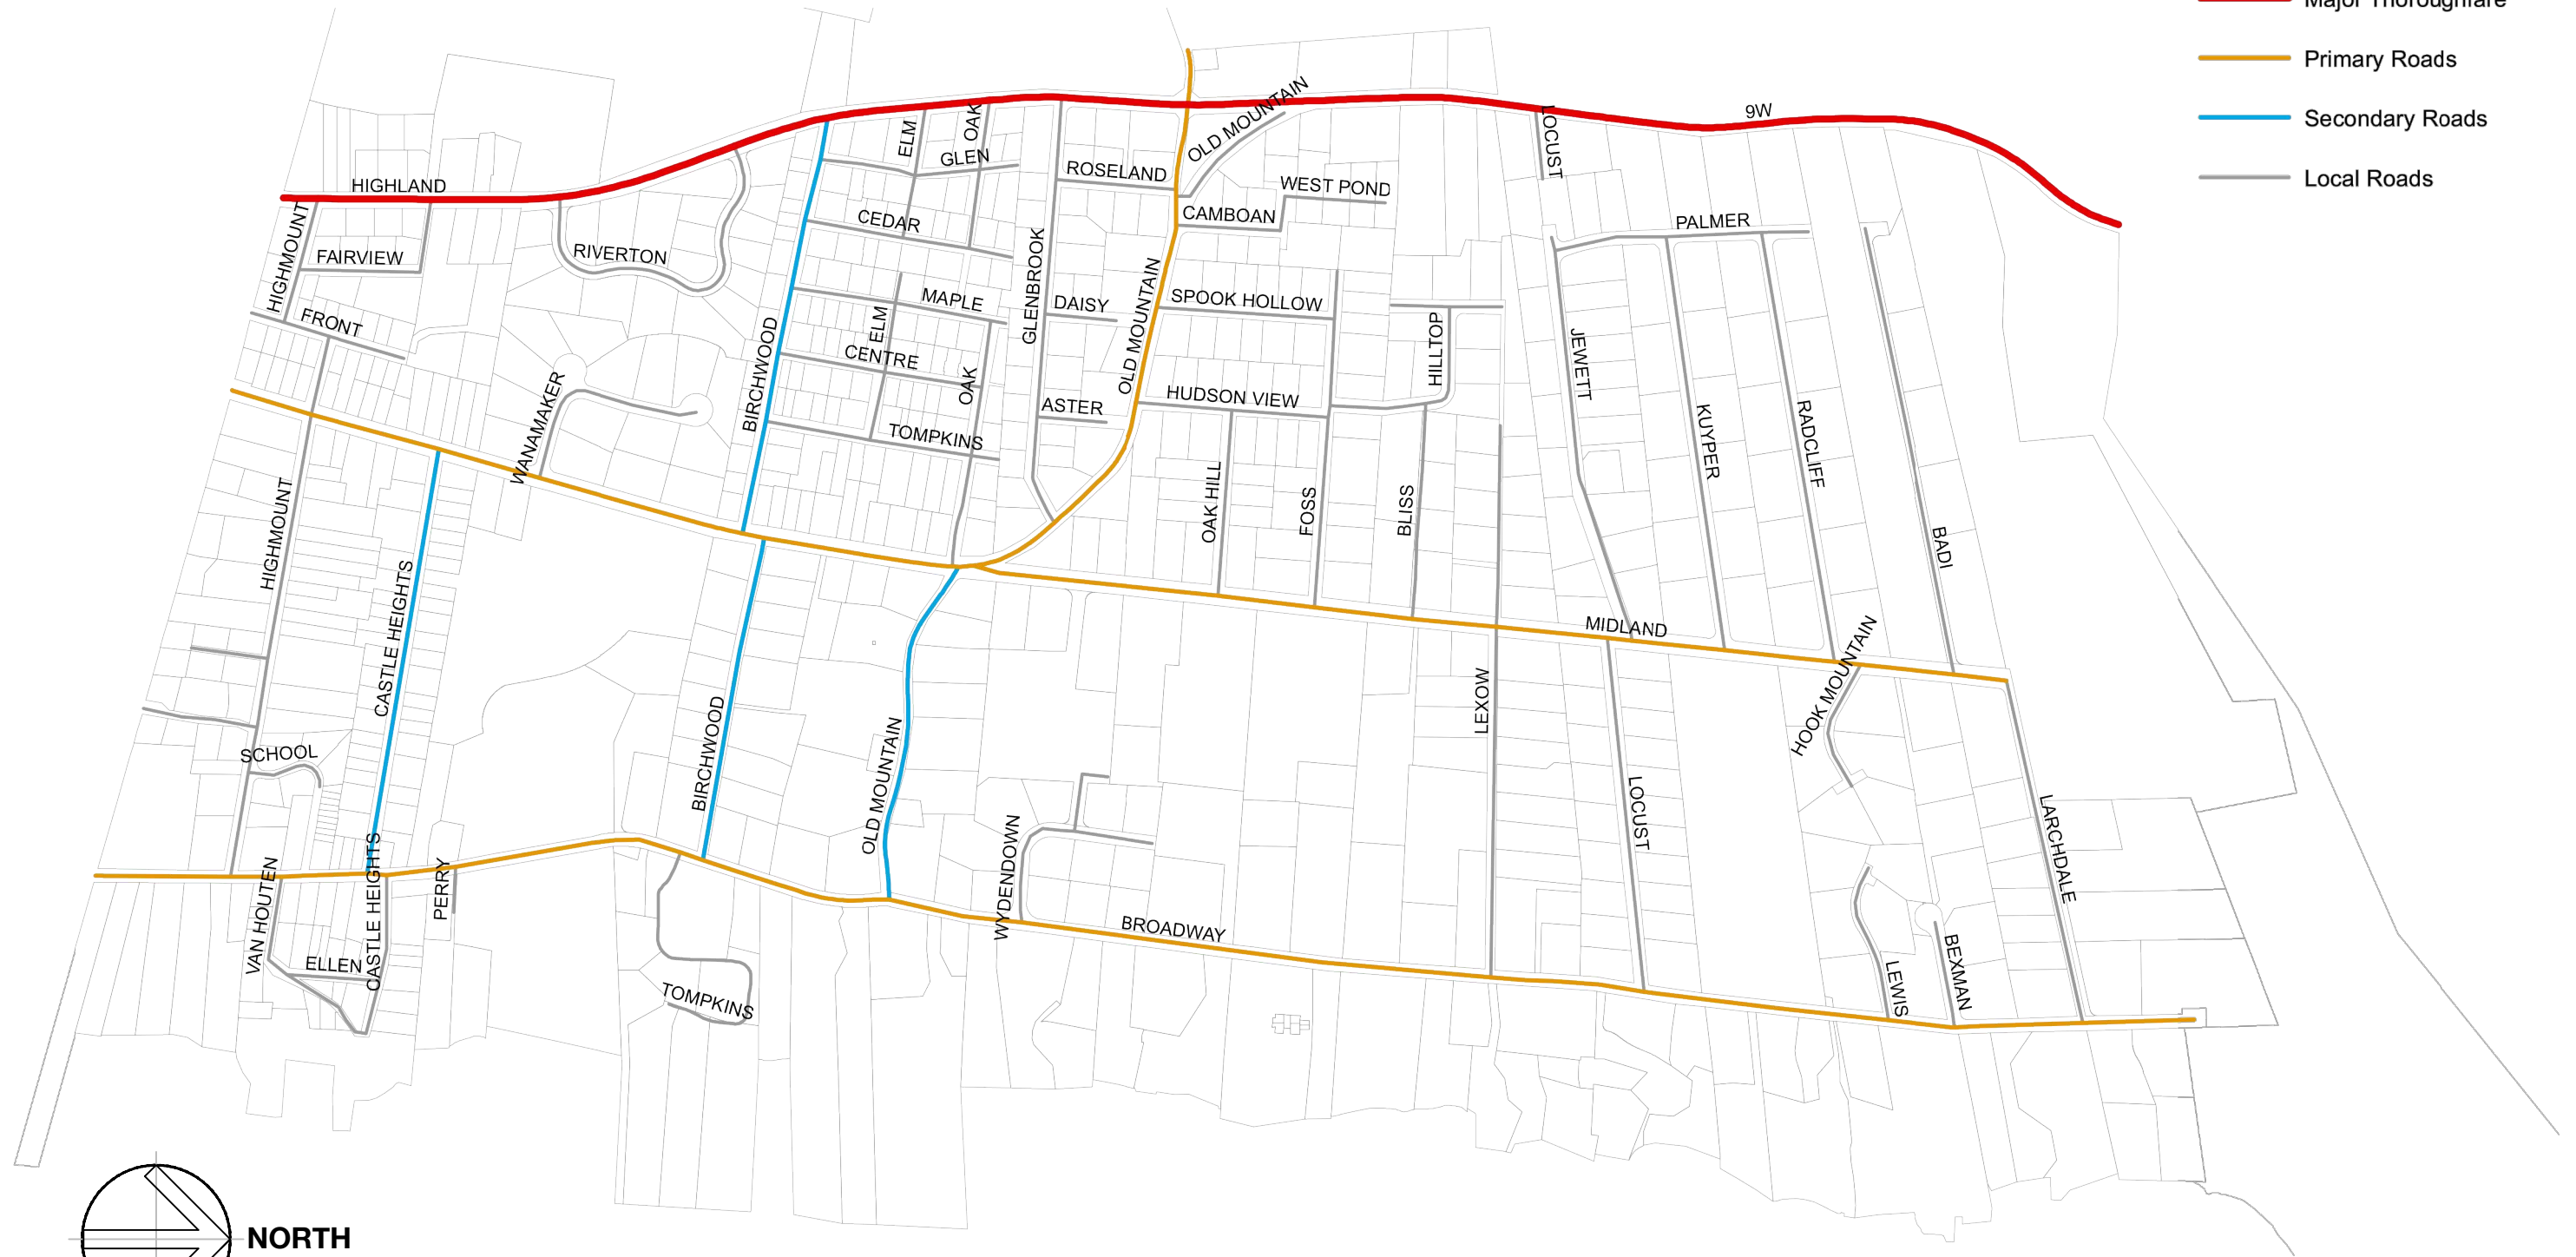 Major Thoroughfare
Primary Roads
Secondary Roads
Local Roads
9W
HIGHLAND
HIGHMOUNT
FAIRVIEW
FRONT
RIVERTON
ELM
OAK
GLEN
CEDAR
MAPLE
ELM
CENTRE
OAK
TOMPKINS
BIRCHWOOD
GLENBROOK
ROSELAND
DAISY
ASTER
OLD MOUNTAIN
OLD MOUNTAIN
CAMBOAN
WEST POND
SPOOK HOLLOW
HUDSON VIEW
HILLTOP
LOCUST
PALMER
JEWETT
KUYPER
RADCLIFF
BADI
WANAMAKER
OAK HILL
FOSS
BLISS
HIGHMOUNT
CASTLE HEIGHTS
MIDLAND
HOOK MOUNTAIN
SCHOOL
BIRCHWOOD
OLD MOUNTAIN
LEXOW
LOCUST
LARCHDALE
WYDENDOWN
BROADWAY
VAN HOUTEN
CASTLE HEIGHTS
PERRY
ELLEN
TOMPKINS
LEWIS
BEXMAN
NORTH